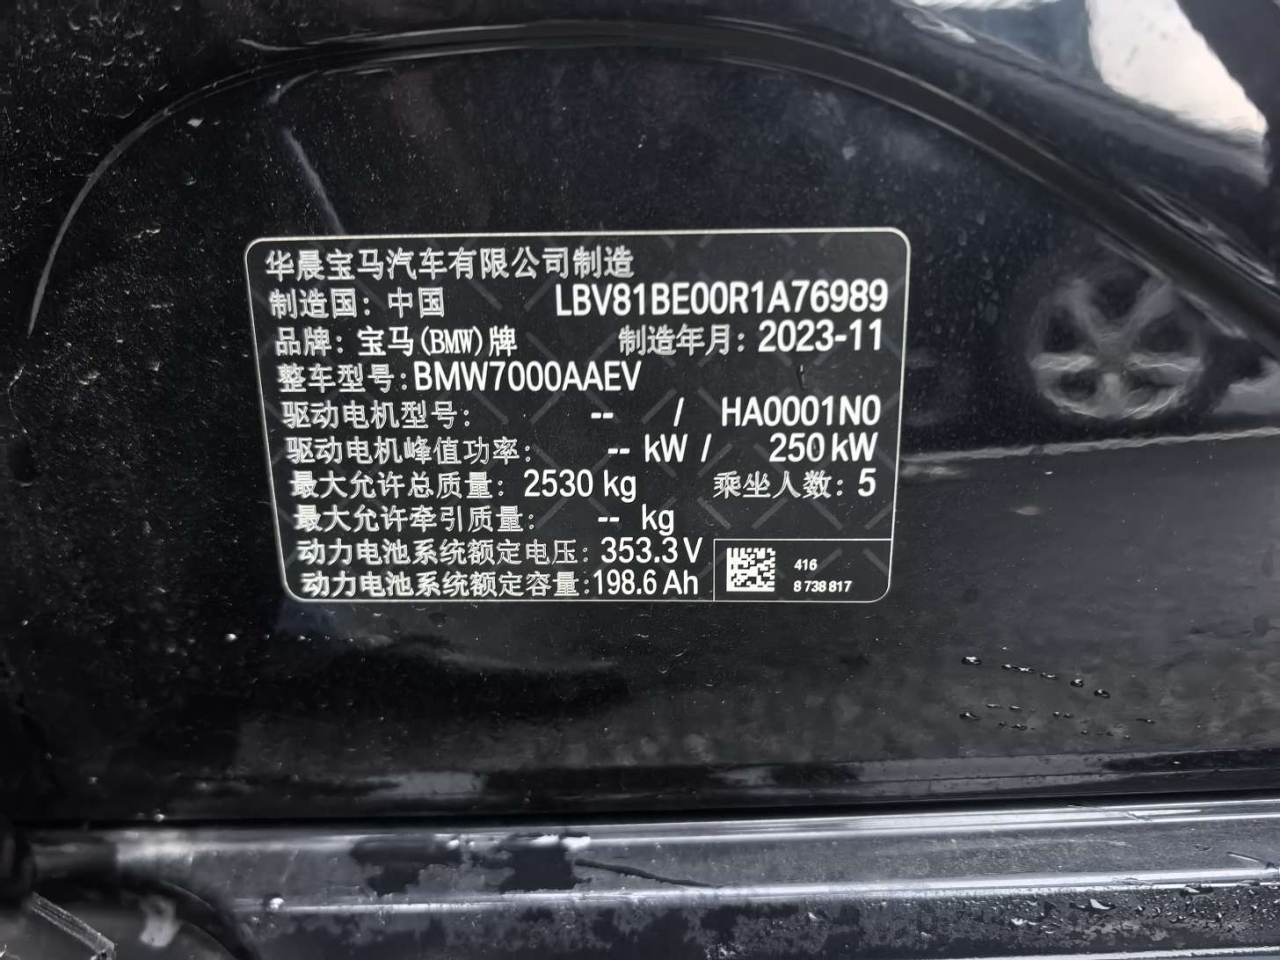 华晨宝马汽车有限公司制造
制造国：中国 LBV81BE00R1A76989
品牌：宝马(BMW)牌 制造年月：2023-11
整车型号：BMW7000AAEV
驱动电机型号： -- / HA0001N0
驱动电机峰值功率： -- kW / 250 kW
最大允许总质量： 2530 kg 乘坐人数：5
最大允许牵引质量： -- kg
动力电池系统额定电压：353.3 V
动力电池系统额定容量：198.6 Ah
416
8 738 817